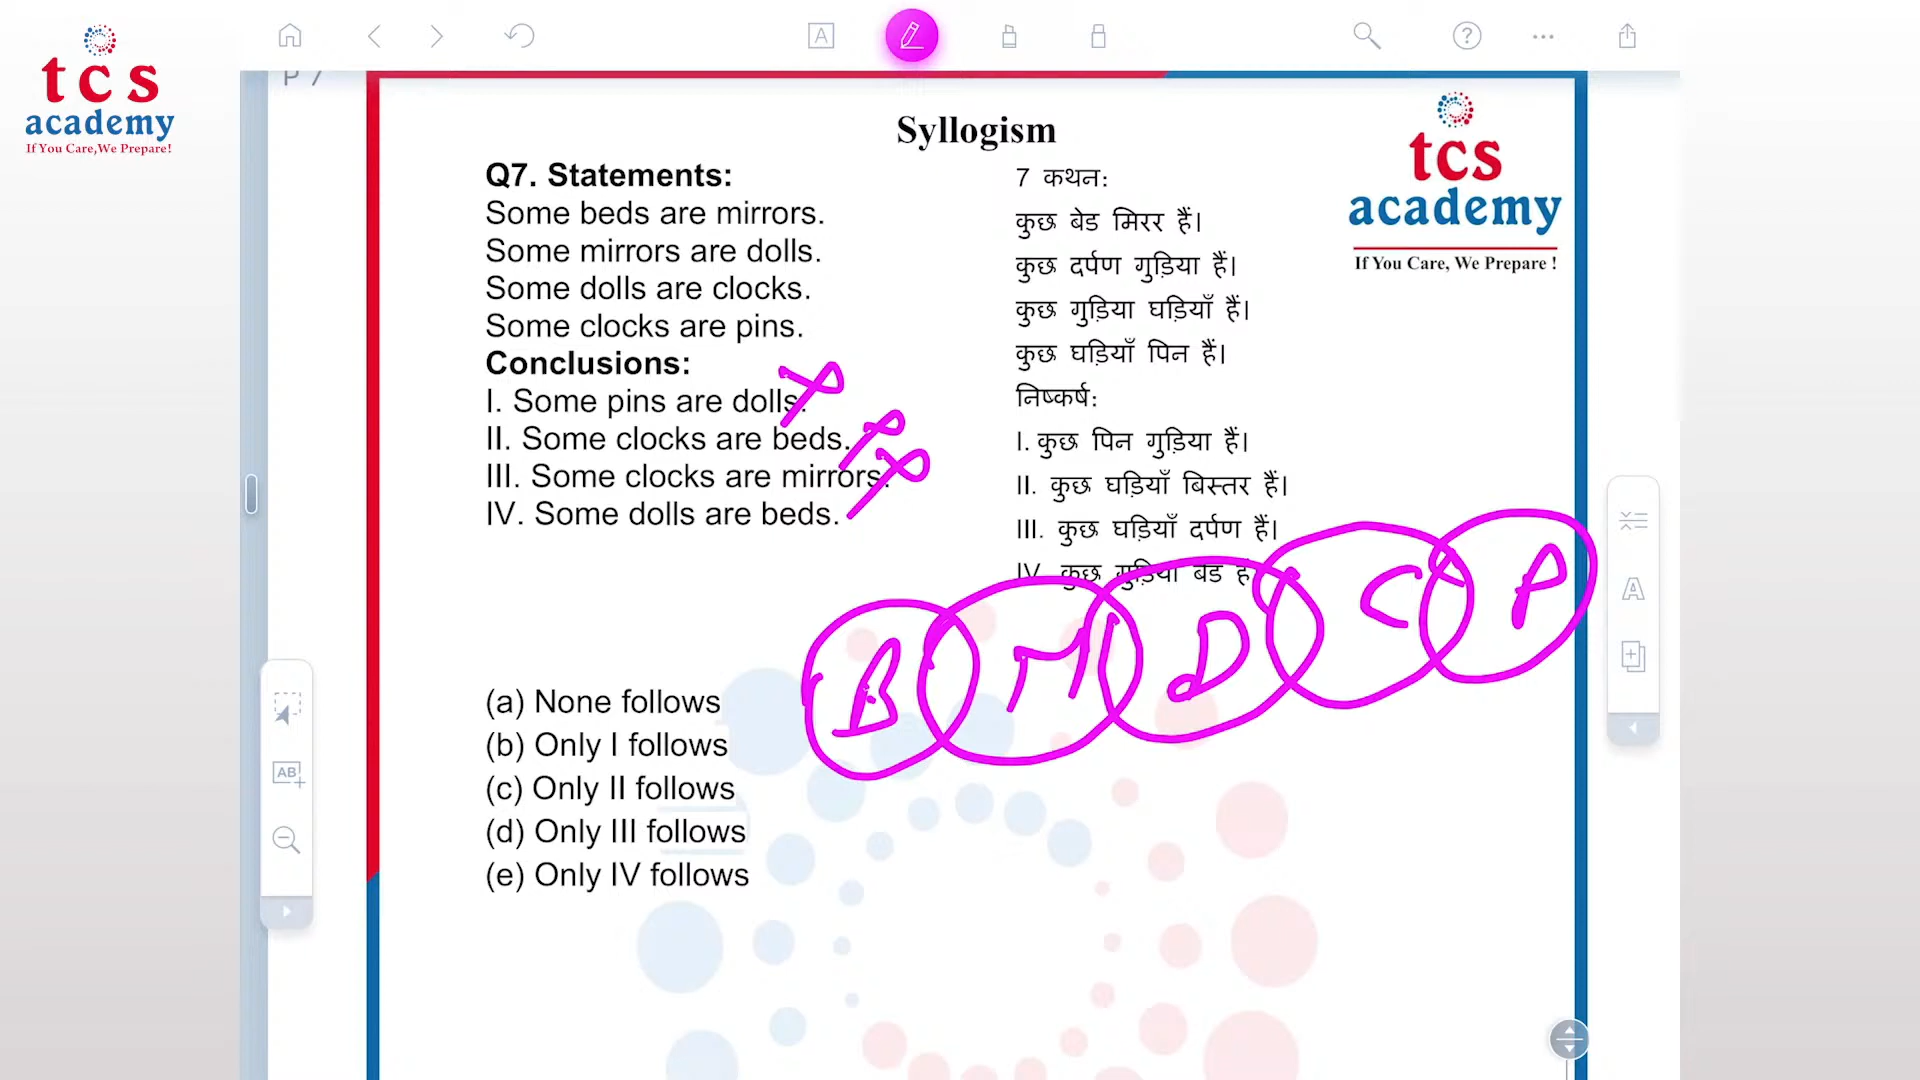 tcs
academy
If You Care,We Prepare!
A
?
P 7
Syllogism
tcs
academy
If You Care, We Prepare !
Q7. Statements:
Some beds are mirrors.
Some mirrors are dolls.
Some dolls are clocks.
Some clocks are pins.
Conclusions:
I. Some pins are dolls.
II. Some clocks are beds.
III. Some clocks are mirrors.
IV. Some dolls are beds.
7 कथन:
कुछ बेड मिरर हैं।
कुछ दर्पण गुड़िया हैं।
कुछ गुड़िया घड़ियाँ हैं।
कुछ घड़ियाँ पिन हैं।
निष्कर्ष:
I. कुछ पिन गुड़िया हैं।
II. कुछ घड़ियाँ बिस्तर हैं।
III. कुछ घड़ियाँ दर्पण हैं।
IV. कुछ गुड़िया बेड हैं
B M D C P
(a) None follows
(b) Only I follows
(c) Only II follows
(d) Only III follows
(e) Only IV follows
AB
A